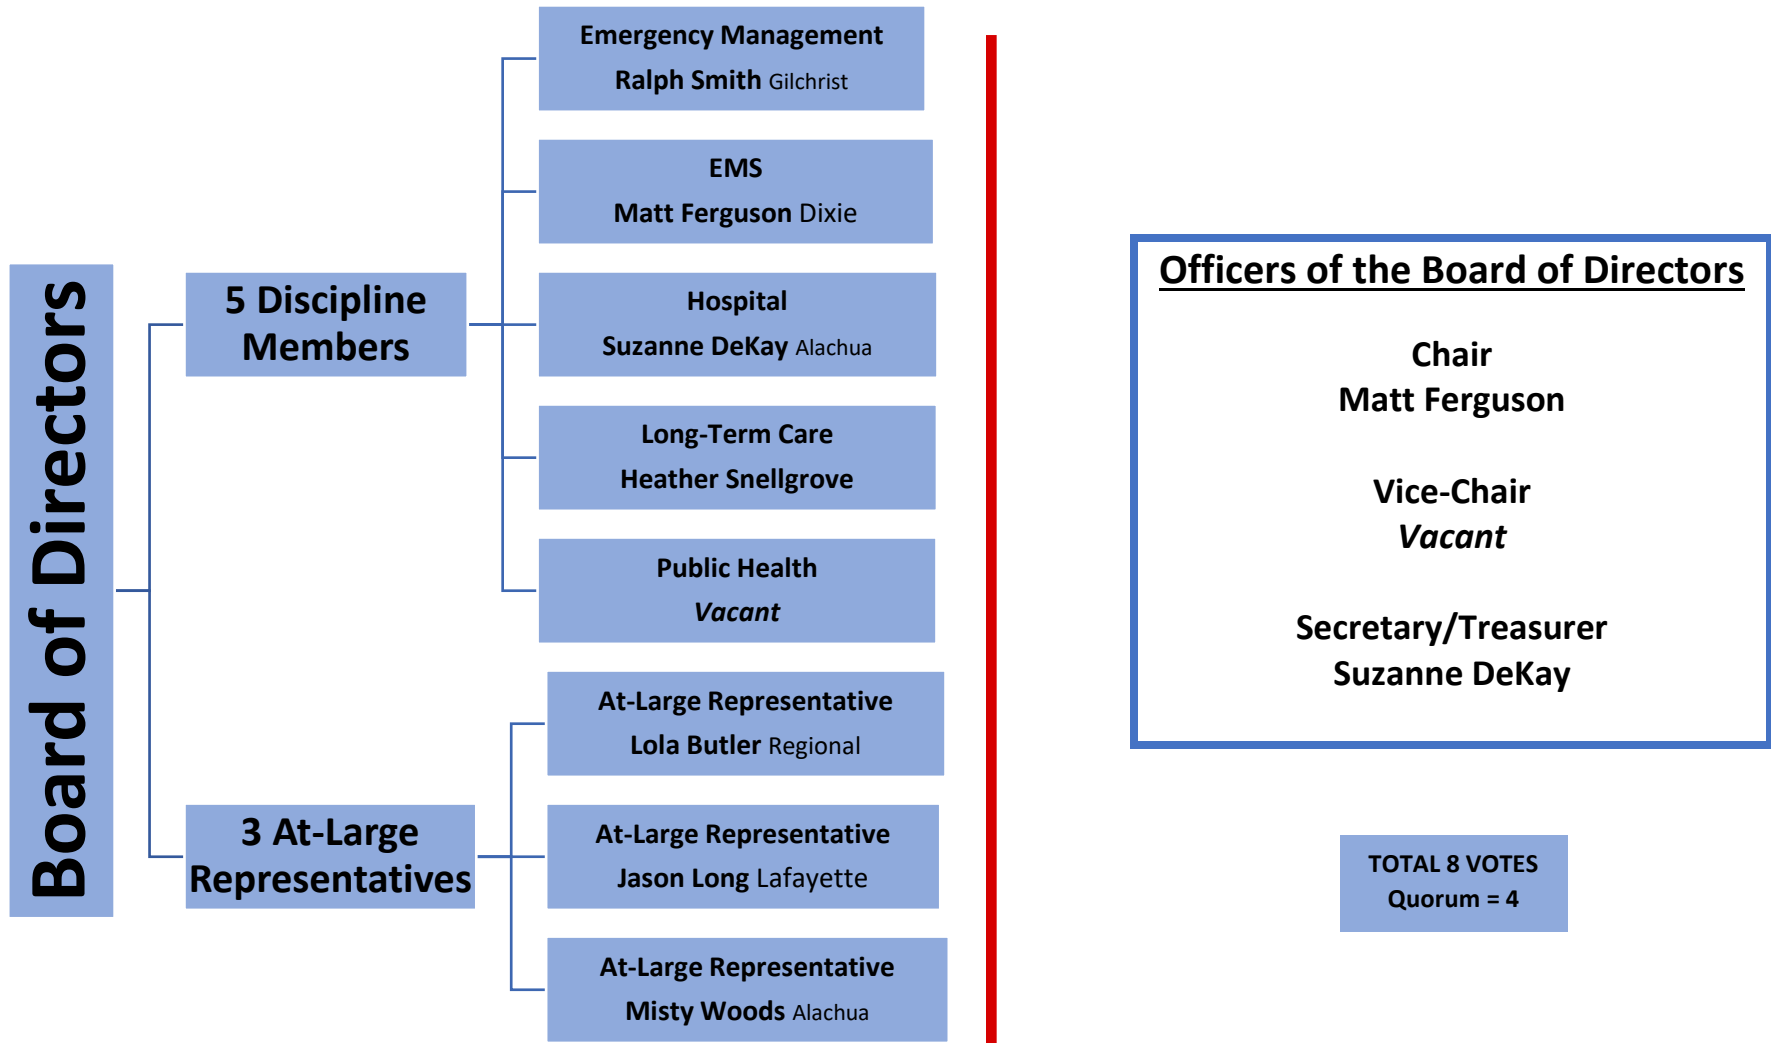 Board of Directors
5 Discipline
Members
Emergency Management
Ralph Smith Gilchrist
EMS
Matt Ferguson Dixie
Hospital
Suzanne DeKay Alachua
Long-Term Care
Heather Snellgrove
Public Health
Vacant
3 At-Large
Representatives
At-Large Representative
Lola Butler Regional
At-Large Representative
Jason Long Lafayette
At-Large Representative
Misty Woods Alachua
Officers of the Board of Directors
Chair
Matt Ferguson
Vice-Chair
Vacant
Secretary/Treasurer
Suzanne DeKay
TOTAL 8 VOTES
Quorum = 4